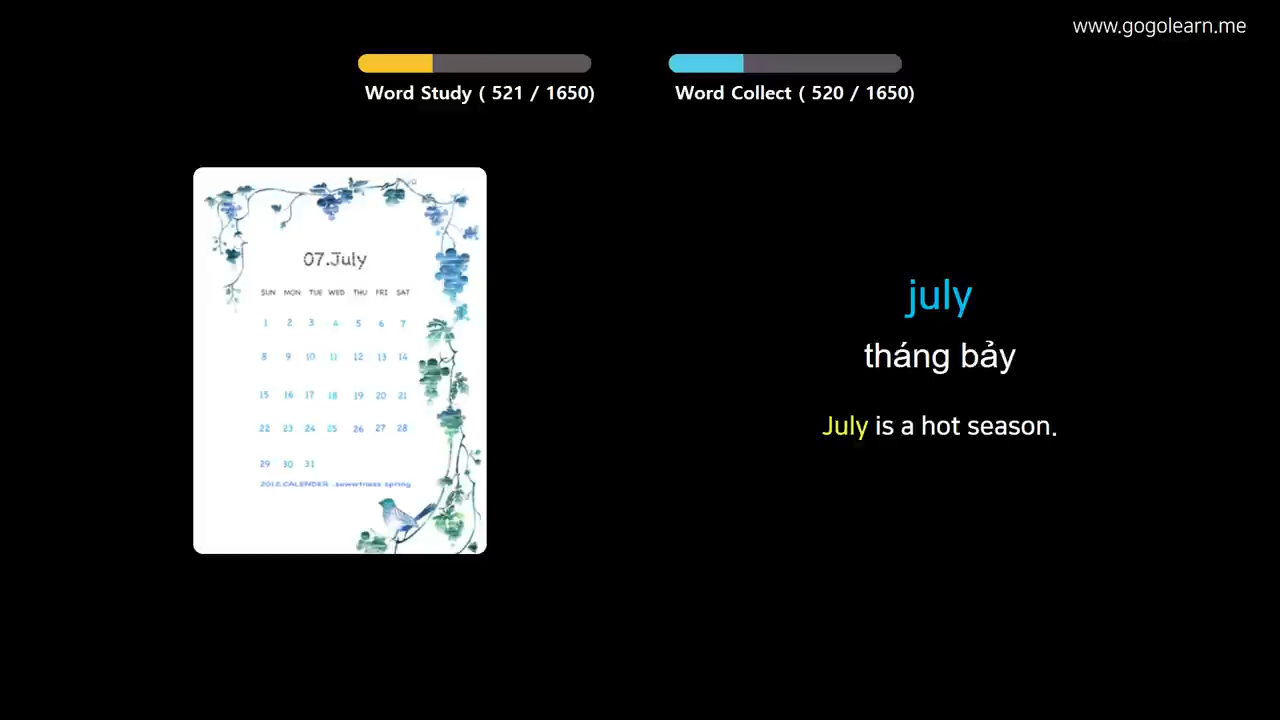 www.gogolearn.me
Word Study ( 521 / 1650)
Word Collect ( 520 / 1650)
07.July
SUN MON TUE WED THU FRI SAT
1 2 3 4 5 6 7
8 9 10 11 12 13 14
15 16 17 18 19 20 21
22 23 24 25 26 27 28
29 30 31
CALENDER spring
july
tháng bảy
July is a hot season.